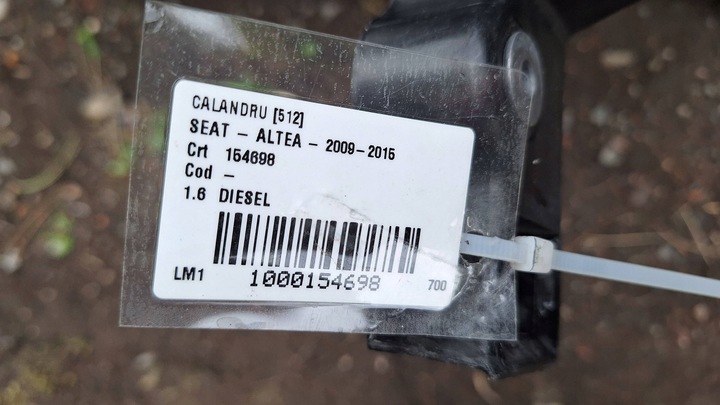 CALANDRU [512]
SEAT - ALTEA - 2009-2015
Crt 154698
Cod -
1.6 DIESEL
LM1 1000154698 700